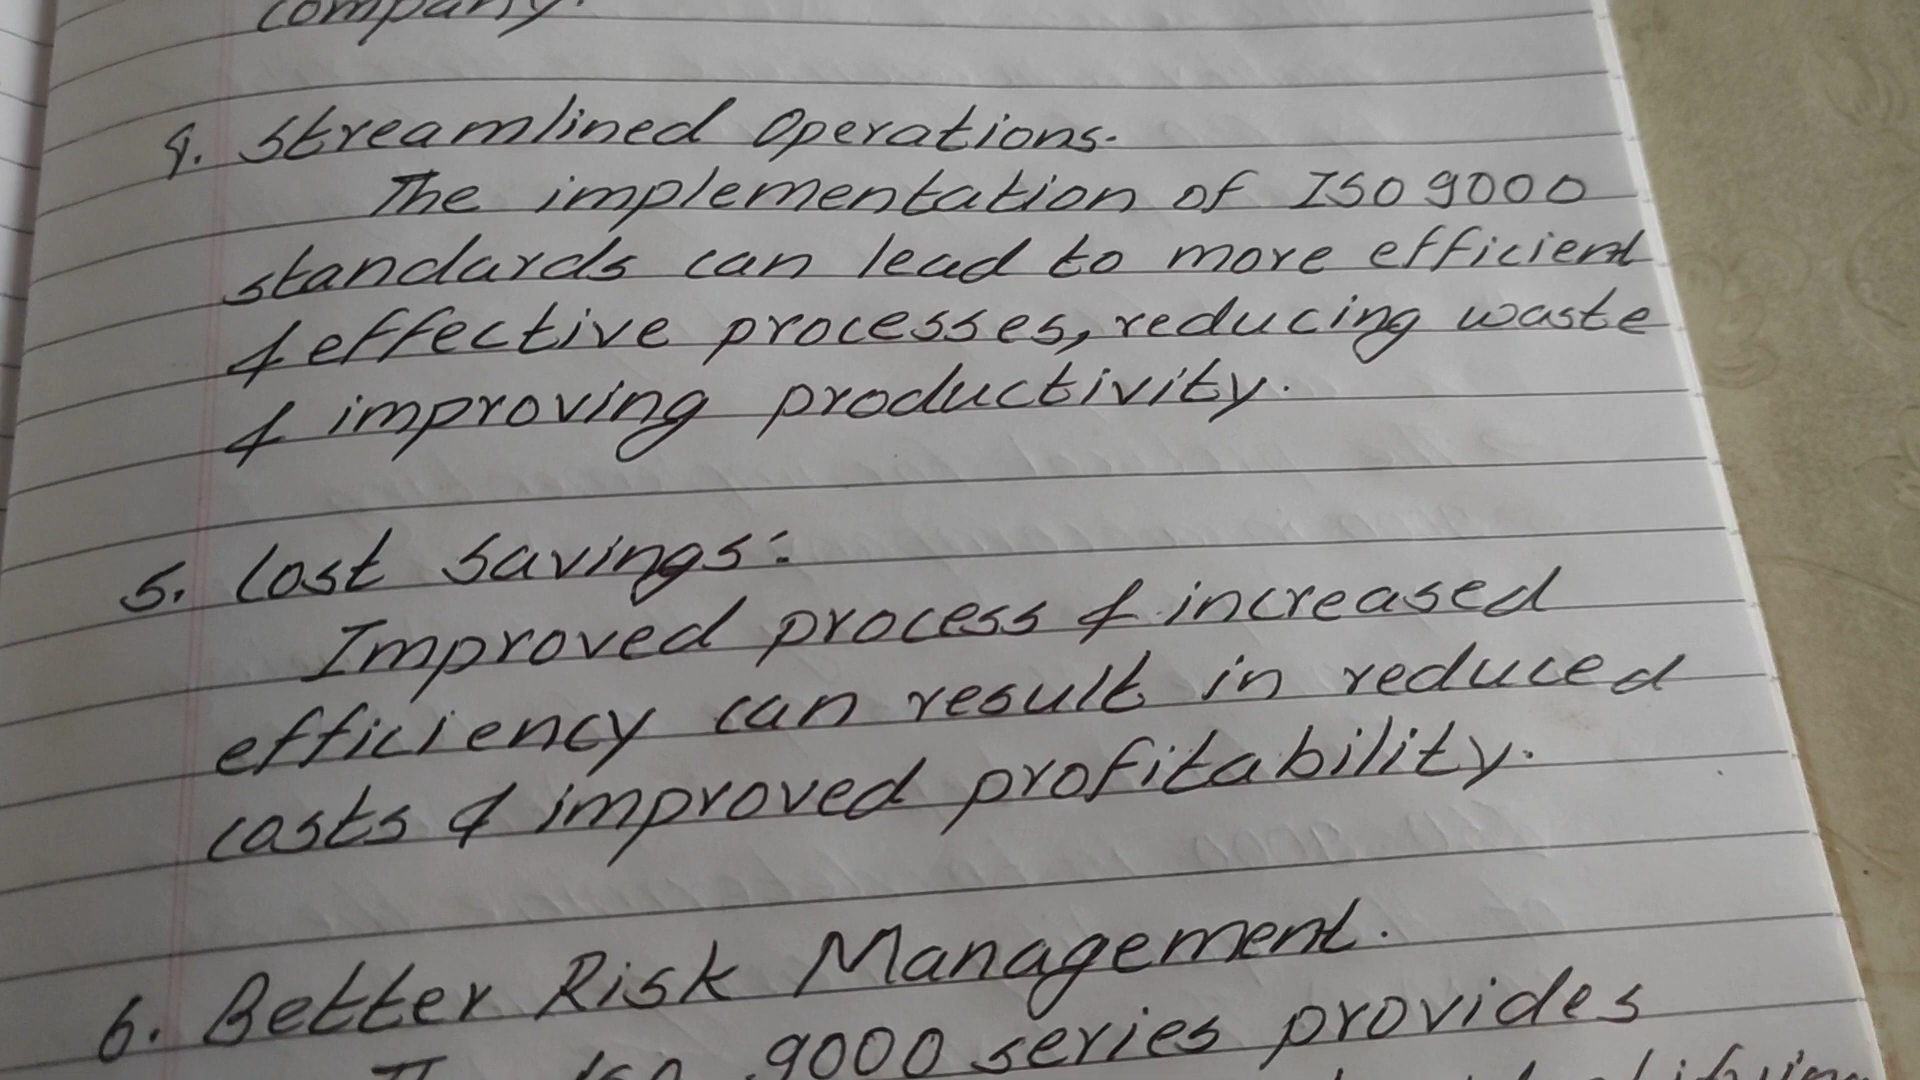 company.
4. Streamlined Operations.
The implementation of ISO 9000
standards can lead to more efficient
& effective processes, reducing waste
& improving productivity.
5. Cost Savings:
Improved process & increased
efficiency can result in reduced
costs & improved profitability.
6. Better Risk Management.
ISO 9000 series provides